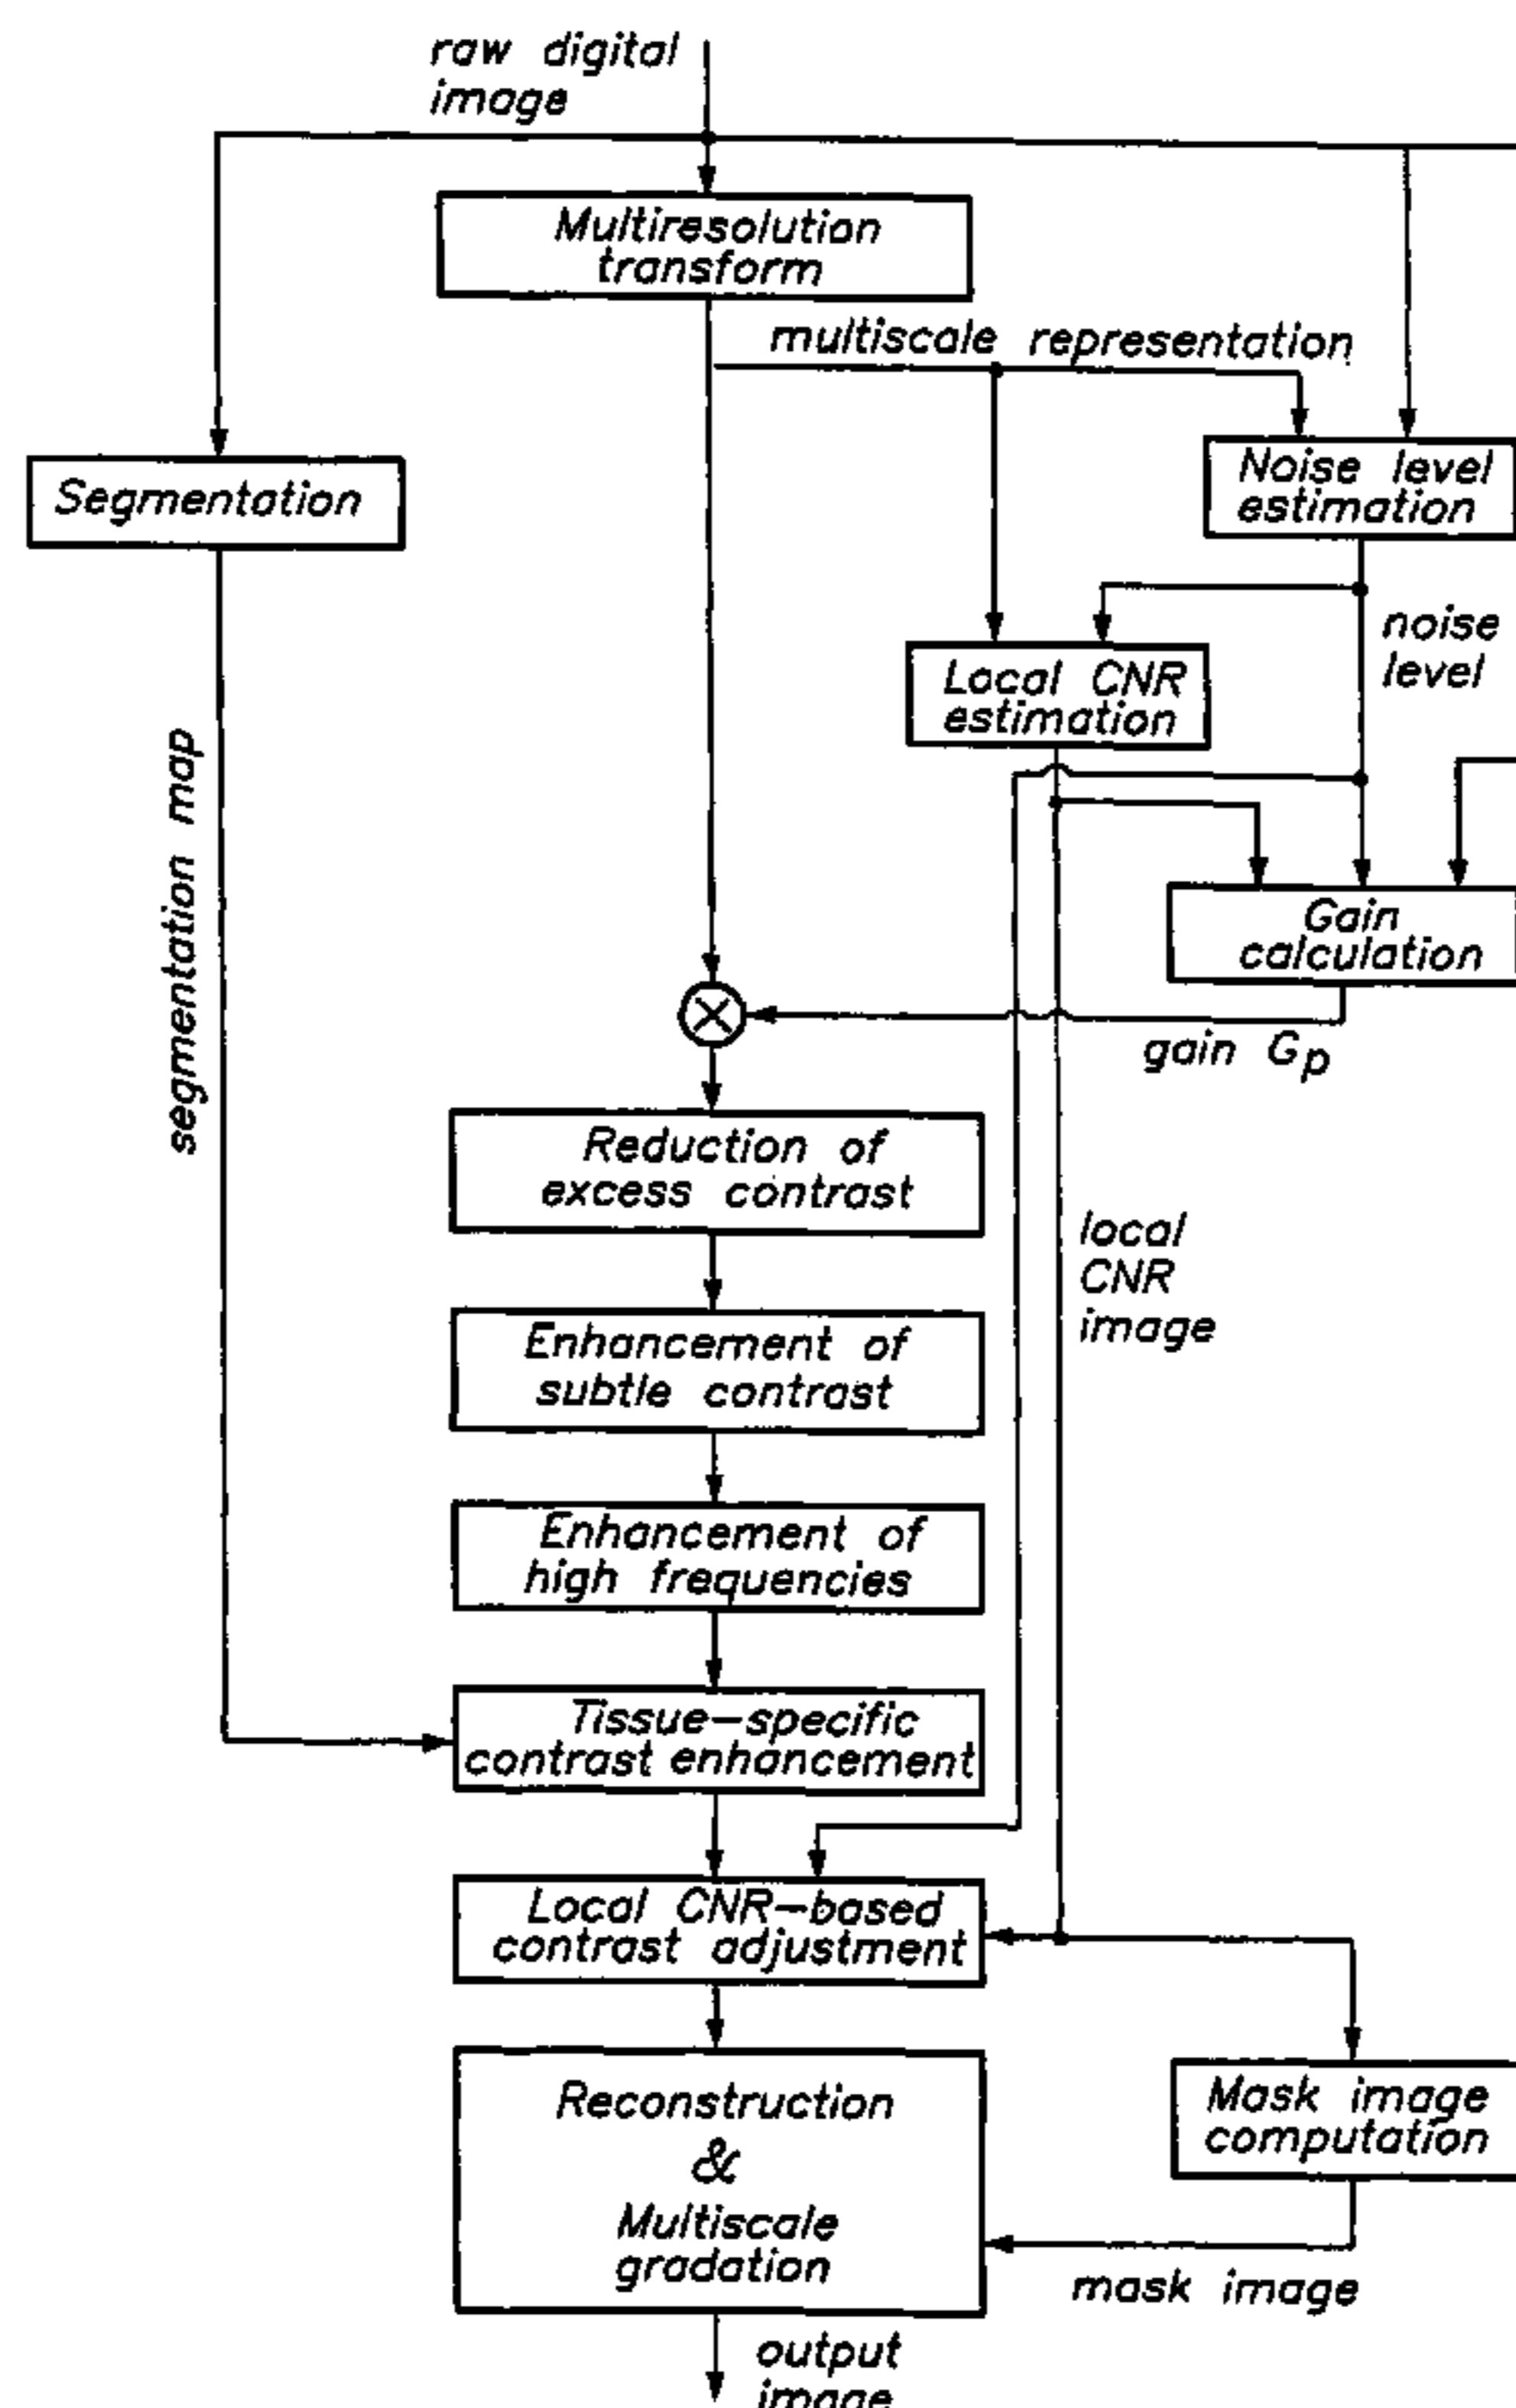 raw digital
image
Multiresolution
transform
multiscale representation
Segmentation
Noise level
estimation
noise
level
Local CNR
estimation
segmentation map
Gain
calculation
gain Gp
Reduction of
excess contrast
local
CNR
image
Enhancement of
subtle contrast
Enhancement of
high frequencies
Tissue-specific
contrast enhancement
Local CNR-based
contrast adjustment
Reconstruction
&
Multiscale
gradation
Mask image
computation
mask image
output
image